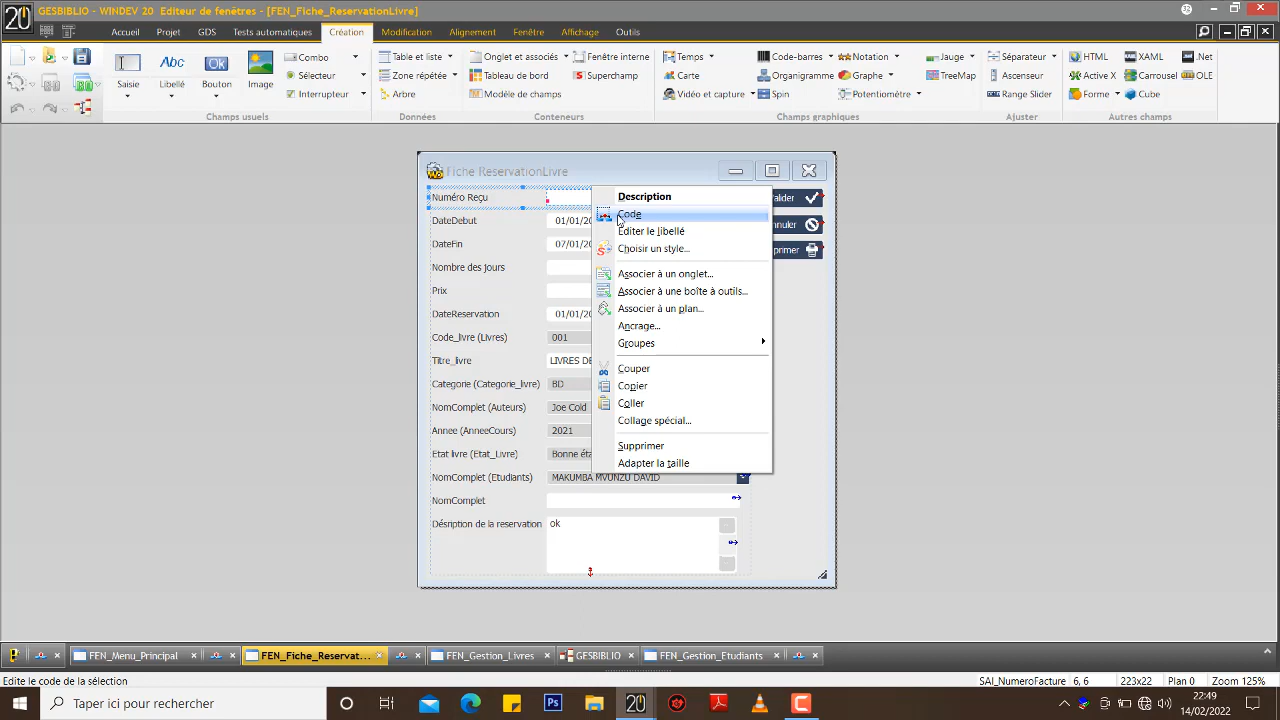 GESBIBLIO - WINDEV 20 Editeur de fenêtres - [FEN_Fiche_ReservationLivre]
20
Accueil Projet GDS Tests automatiques Création Modification Alignement Fenêtre Affichage Outils
Saisie Libellé Bouton Image
Abc Ok
Combo
Sélecteur
Interrupteur
Champs usuels
Table et liste
Zone répétée
Arbre
Données
Onglet et associés Fenêtre interne
Tableau de bord Superchamp
Modèle de champs
Conteneurs
Temps Code-barres Notation Jauge
Carte Organigramme Graphe TreeMap
Vidéo et capture Spin Potentiomètre
Champs graphiques
Séparateur
Ascenseur
Range Slider
Ajuster
HTML XAML .Net
Active X Carrousel OLE
Forme Cube
Autres champs
Fiche ReservationLivre
Numéro Reçu
DateDebut 01/01/20
DateFin 07/01/20
Nombre des jours
Prix
DateReservation 01/01/20
Code_livre (Livres) 001
Titre_livre LIVRES DE
Categorie (Categorie_livre) BD
NomComplet (Auteurs) Joe Cold
Annee (AnneeCours) 2021
Etat livre (Etat_Livre) Bonne éta
NomComplet (Etudiants) MAKUMBA MVUNZU DAVID
NomComplet
Désription de la reservation ok
Description
Code
Editer le libellé
Choisir un style...
Associer à un onglet...
Associer à une boîte à outils...
Associer à un plan...
Ancrage...
Groupes
Couper
Copier
Coller
Collage spécial...
Supprimer
Adapter la taille
FEN_Menu_Principal FEN_Fiche_Reservat... FEN_Gestion_Livres GESBIBLIO FEN_Gestion_Etudiants
Edite le code de la sélection SAI_NumeroFacture 6, 6 223x22 Plan 0 Zoom 125%
Tapez ici pour rechercher
Ps
20
22:49
14/02/2022